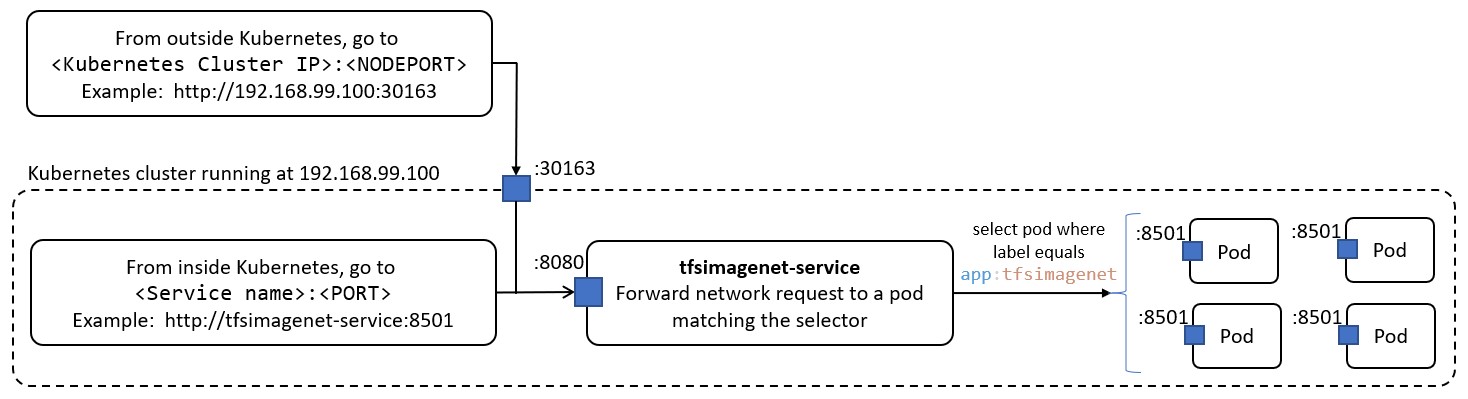 From outside Kubernetes, go to
<Kubernetes Cluster IP>:<NODEPORT>
Example: http://192.168.99.100:30163
Kubernetes cluster running at 192.168.99.100
:30163
From inside Kubernetes, go to
<Service name>:<PORT>
Example: http://tfsimagenet-service:8501
:8080
tfsimagenet-service
Forward network request to a pod
matching the selector
select pod where
label equals
app:tfsimagenet
:8501
Pod
:8501
Pod
:8501
Pod
:8501
Pod